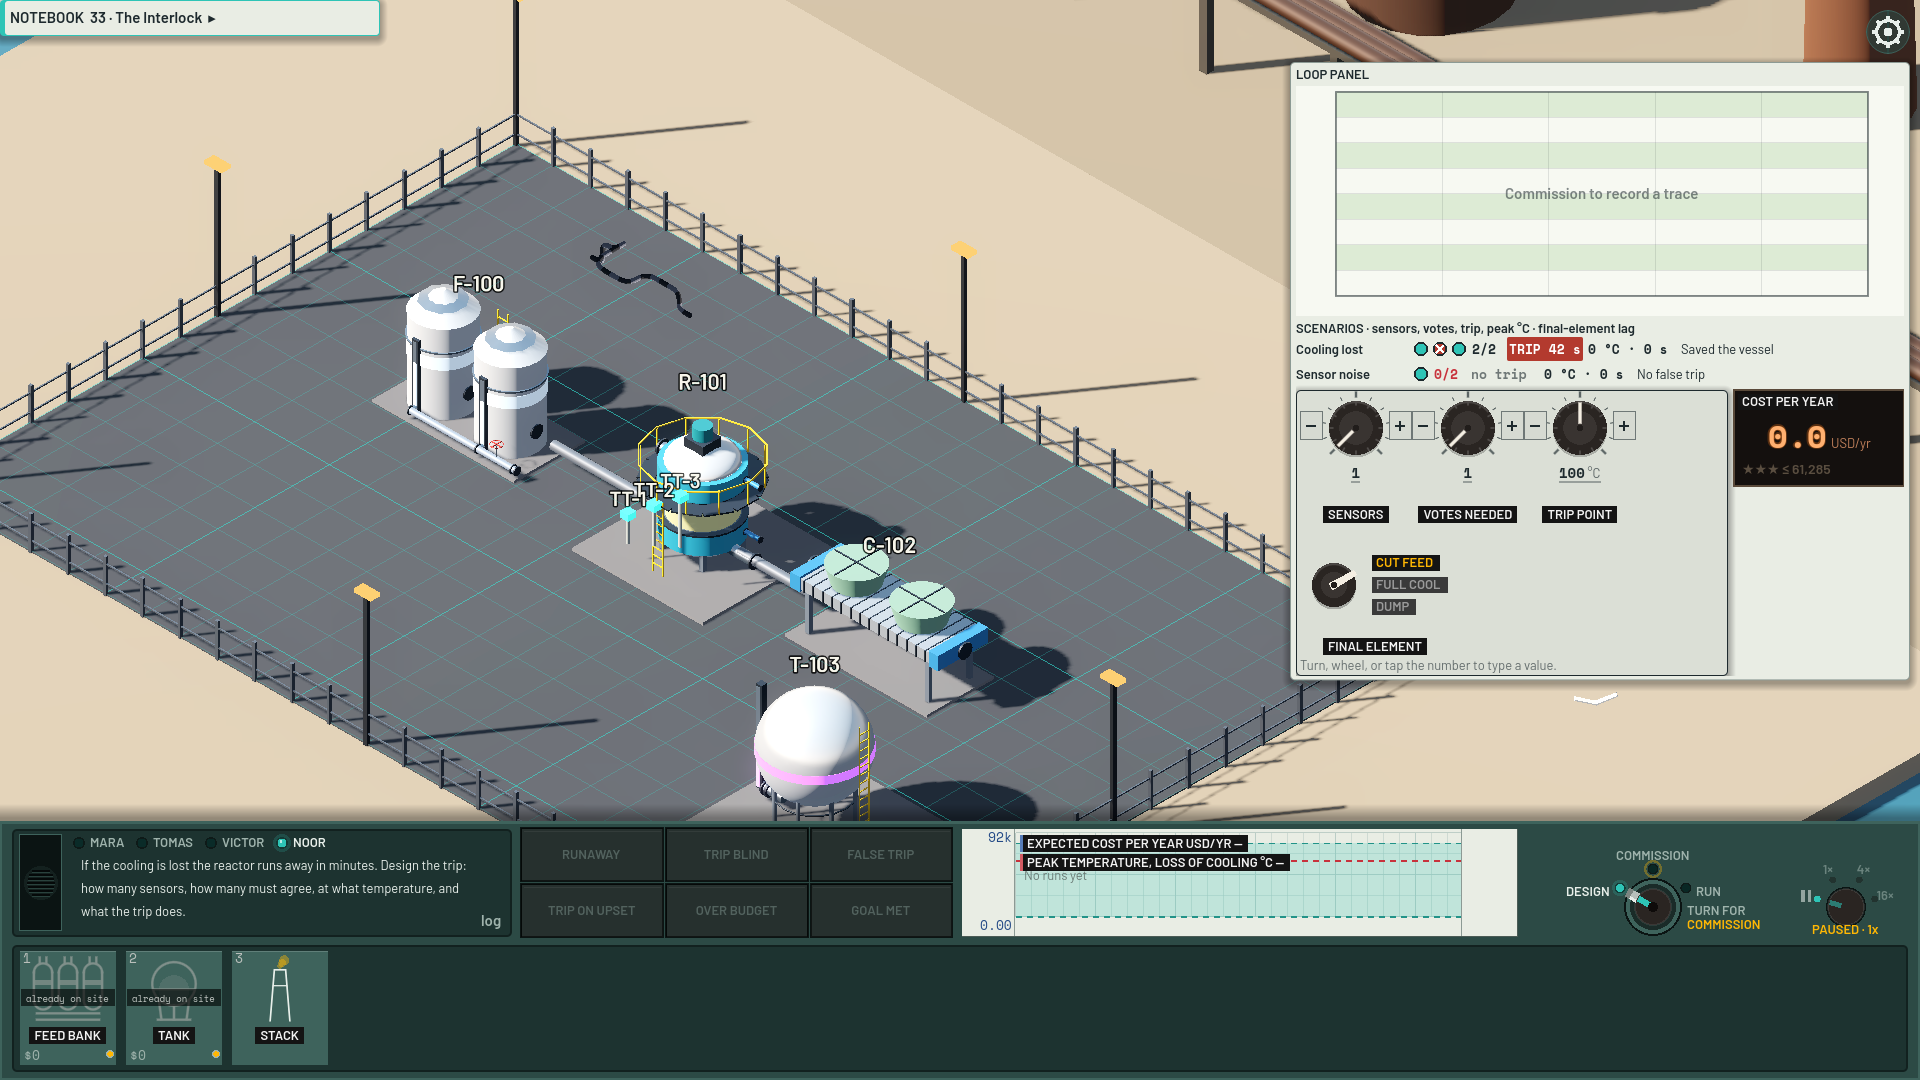 NOTEBOOK 33 · The Interlock ▸
LOOP PANEL
Commission to record a trace
SCENARIOS · sensors, votes, trip, peak °C · final-element lag
Cooling lost 2/2 TRIP 42 s 0 °C · 0 s Saved the vessel
Sensor noise 0/2 no trip 0 °C · 0 s No false trip
− + − + − +
1 1 100 °C
SENSORS VOTES NEEDED TRIP POINT
CUT FEED
FULL COOL
DUMP
FINAL ELEMENT
Turn, wheel, or tap the number to type a value.
COST PER YEAR
0.0 USD/yr
★★★ ≤ 61,285
F-100
R-101
TT-1
TT-2
TT-3
C-102
T-103
MARA TOMAS VICTOR NOOR
If the cooling is lost the reactor runs away in minutes. Design the trip:
how many sensors, how many must agree, at what temperature, and
what the trip does.
log
RUNAWAY TRIP BLIND FALSE TRIP
TRIP ON UPSET OVER BUDGET GOAL MET
92k
EXPECTED COST PER YEAR USD/YR —
PEAK TEMPERATURE, LOSS OF COOLING °C —
No runs yet
0.00
COMMISSION
DESIGN
RUN
TURN FOR
COMMISSION
1× 4×
16×
PAUSED · 1x
1
already on site
FEED BANK
$0
2
already on site
TANK
$0
3
STACK